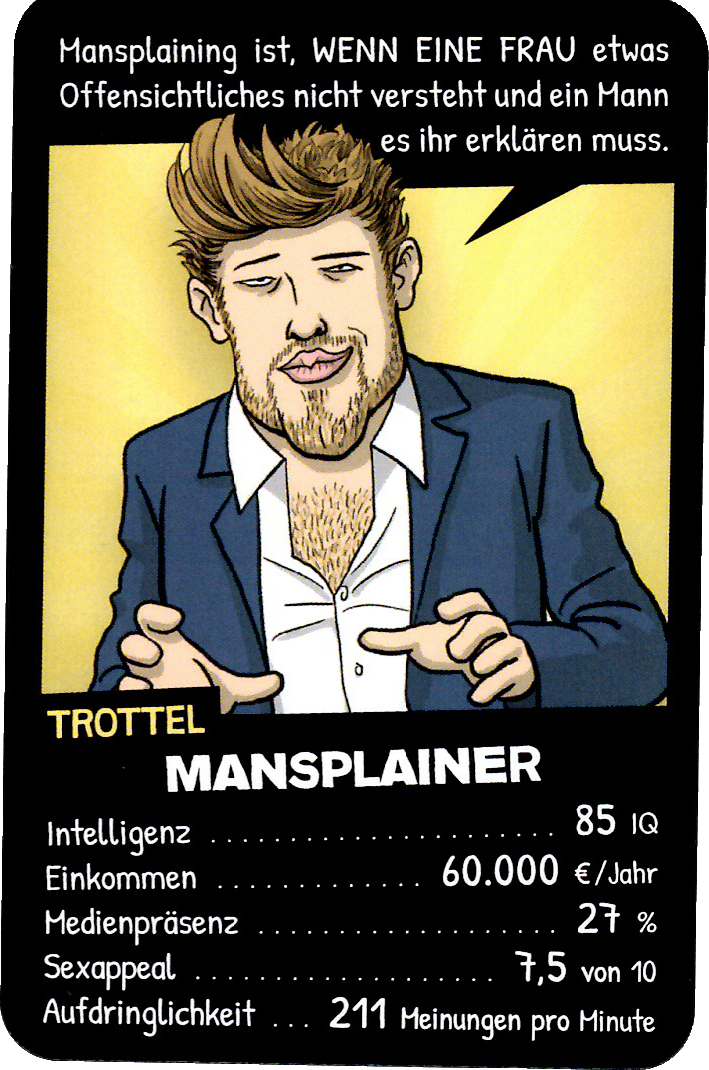 Mansplaining ist, WENN EINE FRAU etwas
Offensichtliches nicht versteht und ein Mann
es ihr erklären muss.
TROTTEL
MANSPLAINER
Intelligenz ........................... 85 IQ
Einkommen ................ 60.000 €/Jahr
Medienpräsenz ....................... 27 %
Sexappeal ....................... 7,5 von 10
Aufdringlichkeit ... 211 Meinungen pro Minute